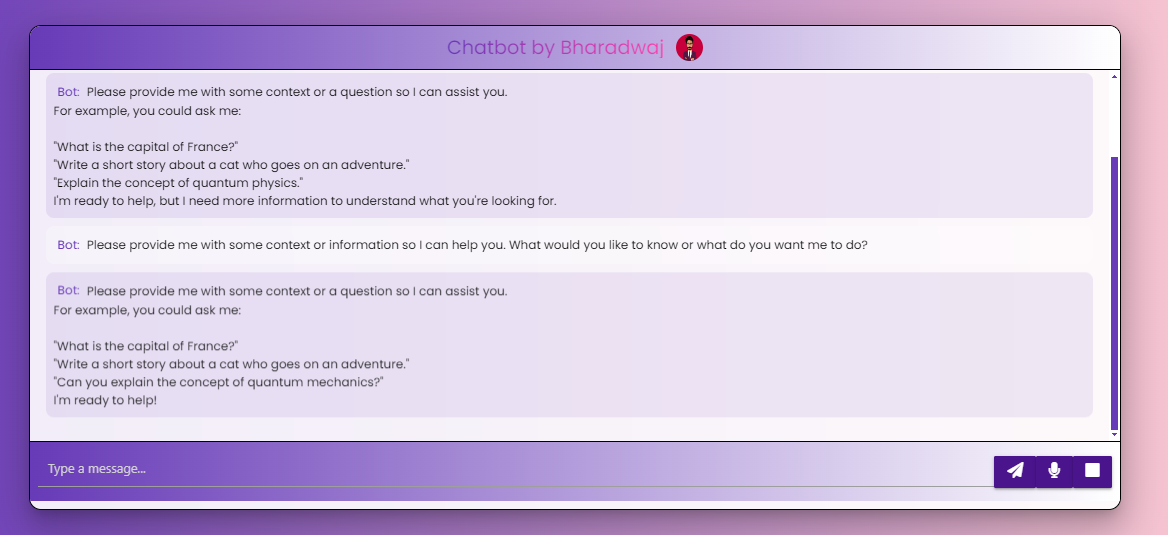 Chatbot by Bharadwaj
Bot: Please provide me with some context or a question so I can assist you.
For example, you could ask me:
"What is the capital of France?"
"Write a short story about a cat who goes on an adventure."
"Explain the concept of quantum physics."
I'm ready to help, but I need more information to understand what you're looking for.
Bot: Please provide me with some context or information so I can help you. What would you like to know or what do you want me to do?
Bot: Please provide me with some context or a question so I can assist you.
For example, you could ask me:
"What is the capital of France?"
"Write a short story about a cat who goes on an adventure."
"Can you explain the concept of quantum mechanics?"
I'm ready to help!
Type a message...